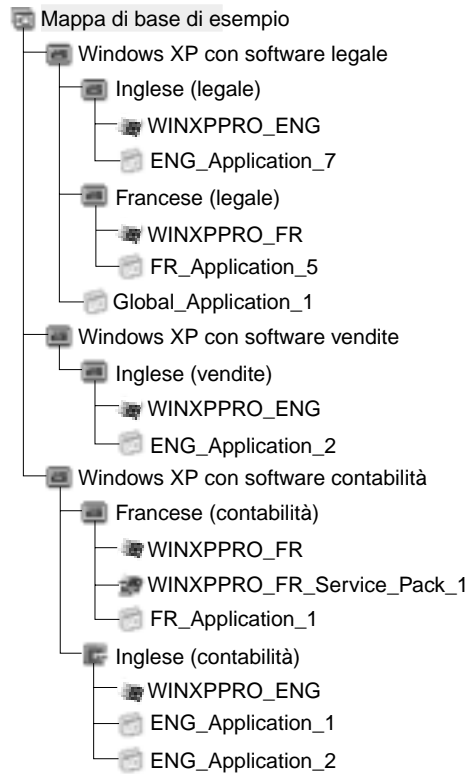 Mappa di base di esempio
Windows XP con software legale
Inglese (legale)
WINXPPRO_ENG
ENG_Application_7
Francese (legale)
WINXPPRO_FR
FR_Application_5
Global_Application_1
Windows XP con software vendite
Inglese (vendite)
WINXPPRO_ENG
ENG_Application_2
Windows XP con software contabilità
Francese (contabilità)
WINXPPRO_FR
WINXPPRO_FR_Service_Pack_1
FR_Application_1
Inglese (contabilità)
WINXPPRO_ENG
ENG_Application_1
ENG_Application_2